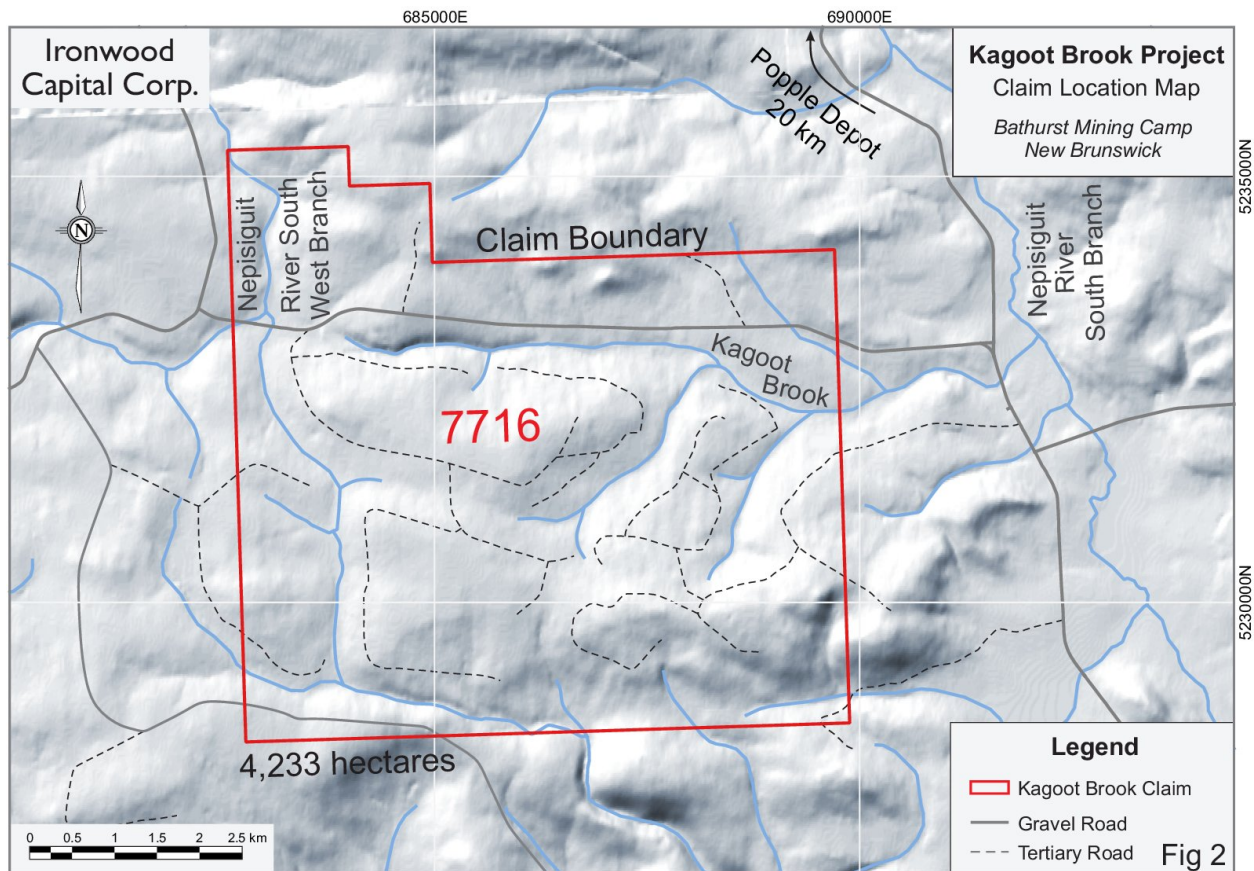 685000E
690000E
Ironwood
Capital Corp.
Kagoot Brook Project
Claim Location Map
Bathurst Mining Camp
New Brunswick
Popple Depot
20 km
5235000N
N
Nepisiguit
River South
West Branch
Claim Boundary
Nepisiguit
River
South Branch
Kagoot
Brook
7716
5230000N
4,233 hectares
Legend
Kagoot Brook Claim
Gravel Road
Tertiary Road
Fig 2
0 0.5 1 1.5 2 2.5 km